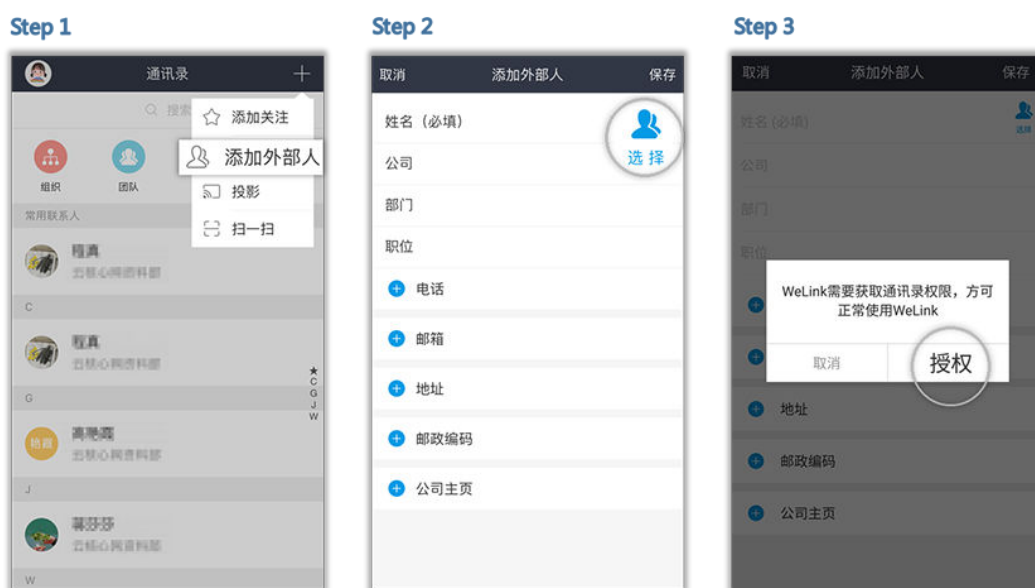 Step 1
通讯录
搜索
添加关注
添加外部人
投影
扫一扫
组织
团队
常用联系人
C
G
J
W
★
C
G
J
W
Step 2
取消 添加外部人 保存
姓名（必填）
选择
公司
部门
职位
电话
邮箱
地址
邮政编码
公司主页
Step 3
取消 添加外部人 保存
姓名(必填)
选择
公司
部门
职位
WeLink需要获取通讯录权限，方可
正常使用WeLink
取消 授权
地址
邮政编码
公司主页